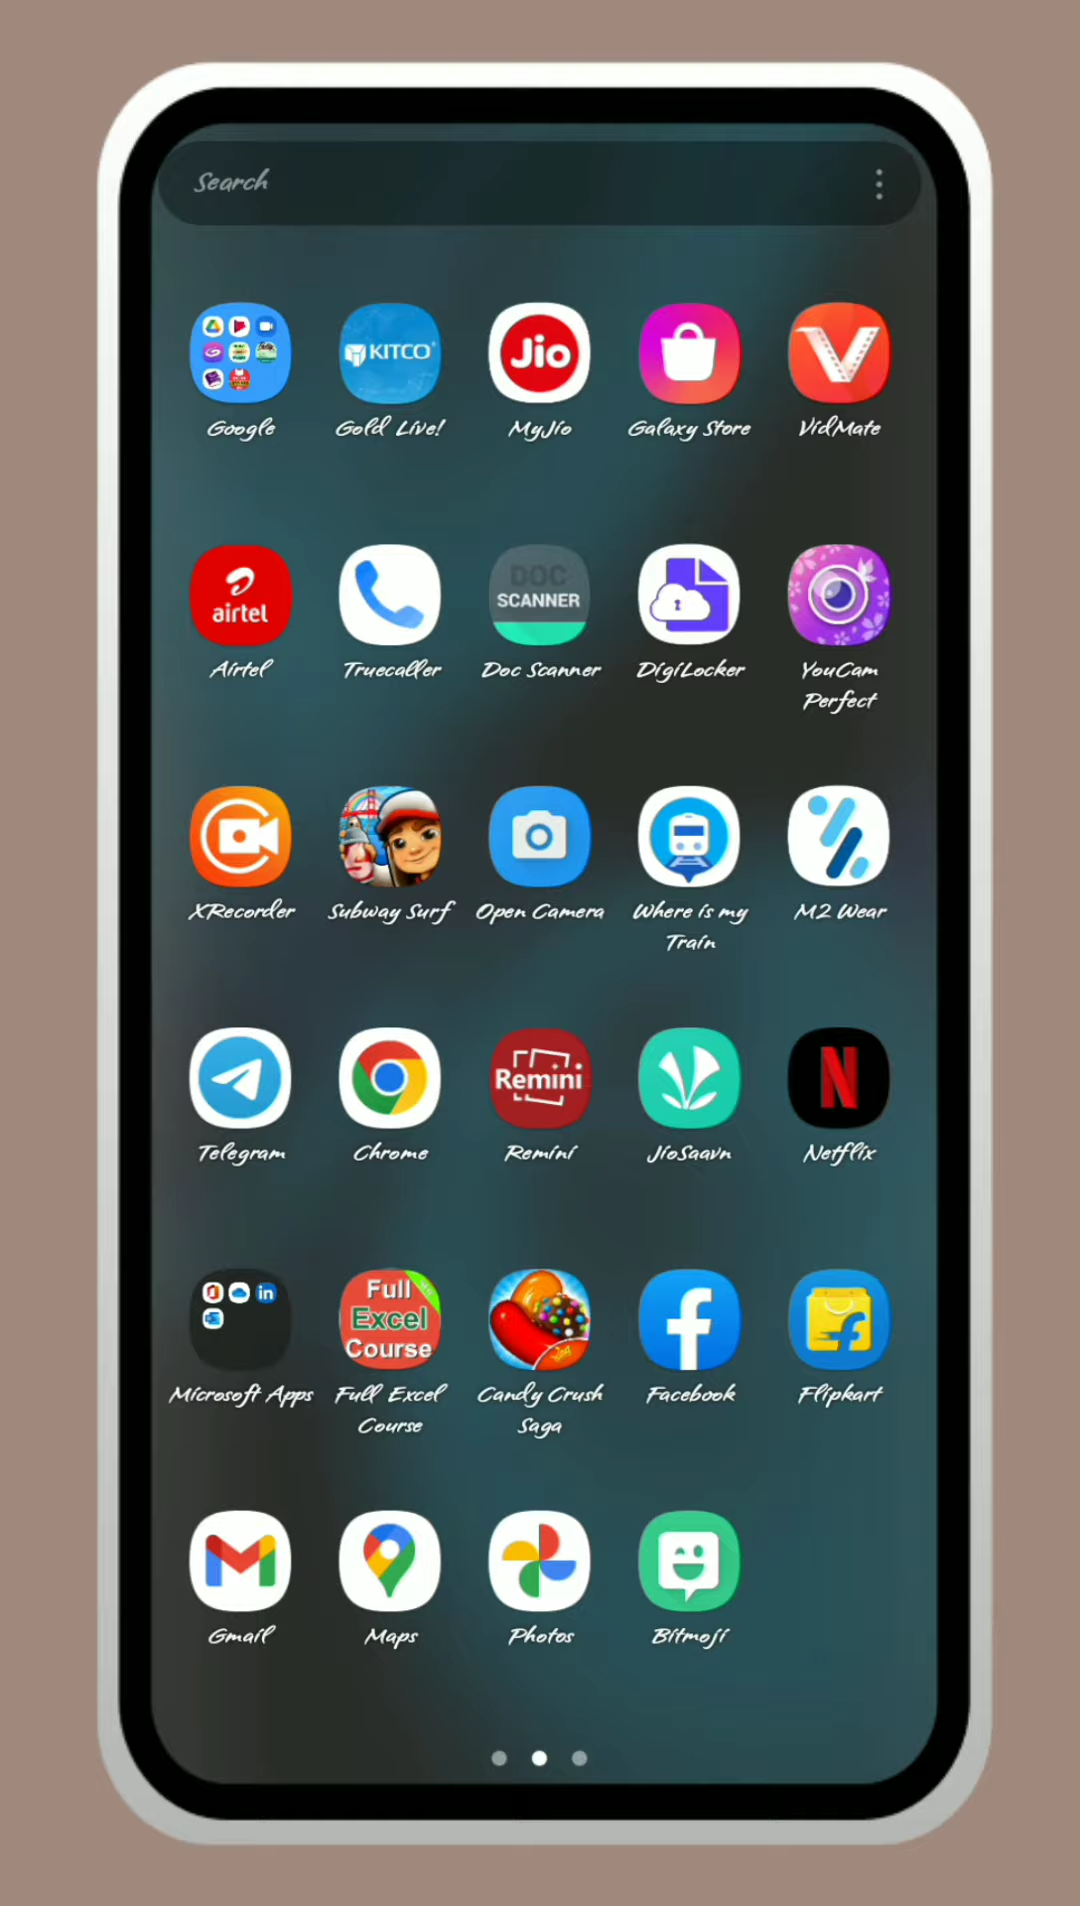 Search
KITCO
Jio
Google
Gold Live!
MyJio
Galaxy Store
VidMate
airtel
DOC
SCANNER
Airtel
Truecaller
Doc Scanner
DigiLocker
YouCam
Perfect
XRecorder
Subway Surf
Open Camera
Where is my
Train
M2 Wear
Remini
N
Telegram
Chrome
Remini
JioSaavn
Netflix
in
Full
Excel
Course
Microsoft Apps
Full Excel
Course
Candy Crush
Saga
Facebook
Flipkart
Gmail
Maps
Photos
Bitmoji